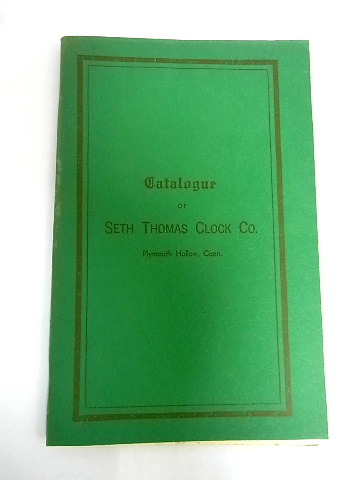 Catalogue
OF
SETH THOMAS CLOCK CO.
Plymouth Hollow, Conn.